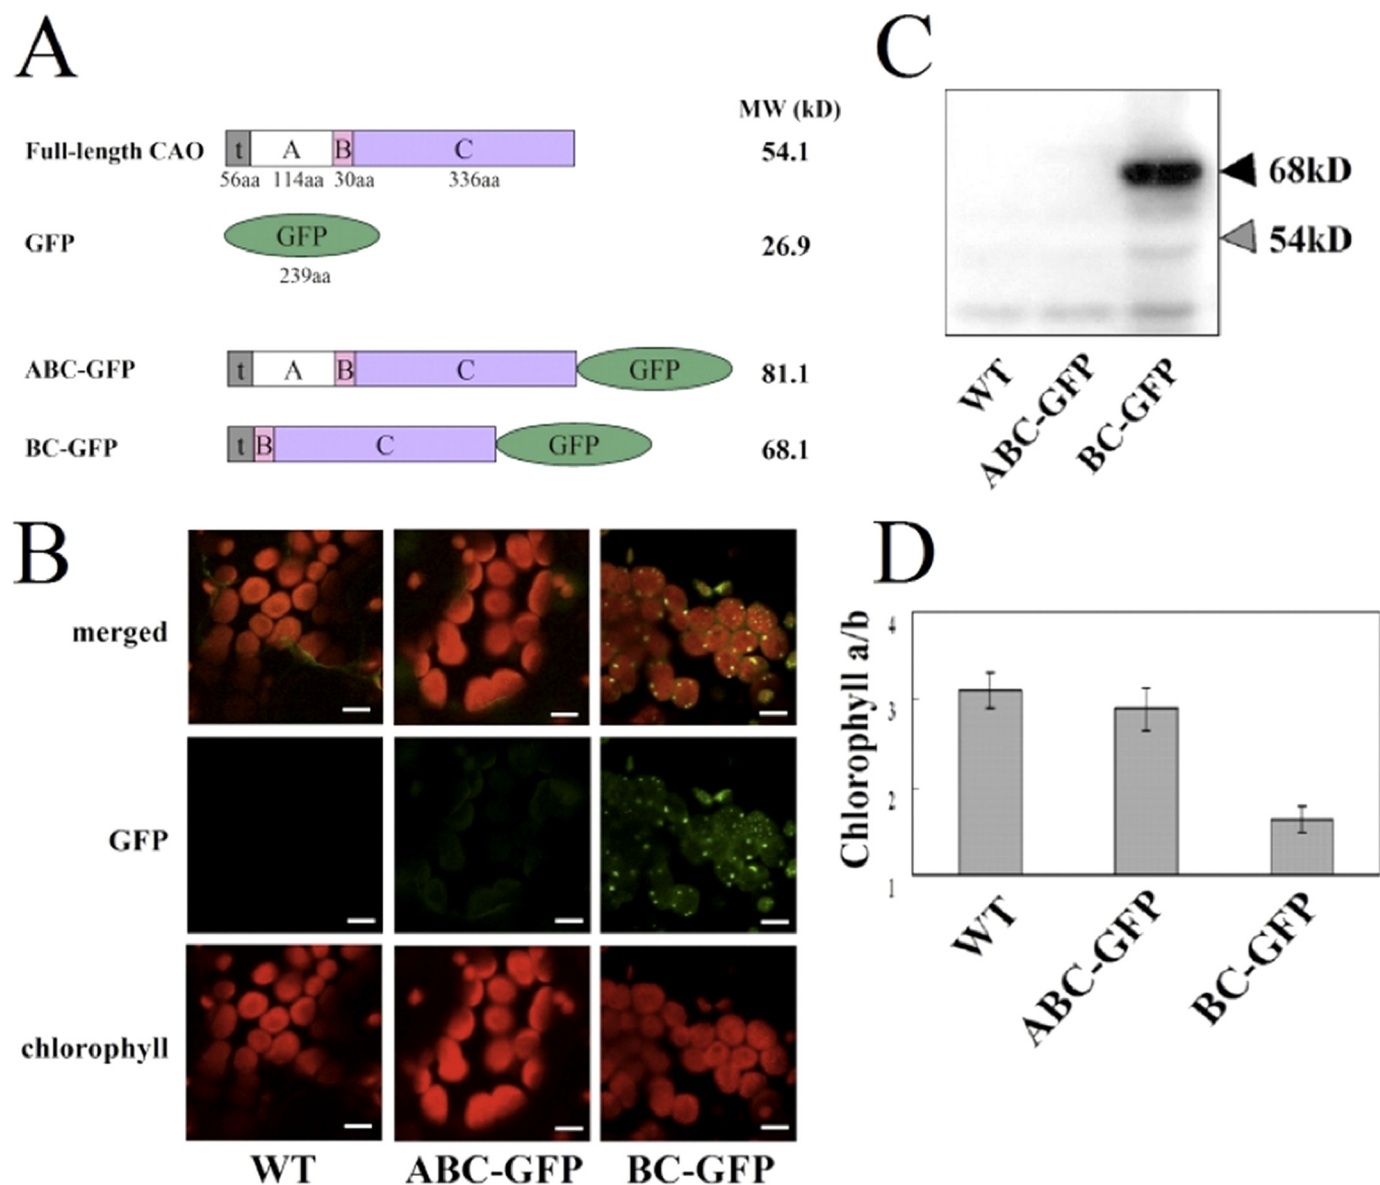 A
MW (kD)
Full-length CAO t A B C 54.1
56aa 114aa 30aa 336aa
GFP GFP 26.9
239aa
ABC-GFP t A B C GFP 81.1
BC-GFP t B C GFP 68.1
B
merged
GFP
chlorophyll
WT ABC-GFP BC-GFP
C
68kD
54kD
WT ABC-GFP BC-GFP
D
Chlorophyll a/b
4
3
2
1
WT ABC-GFP BC-GFP